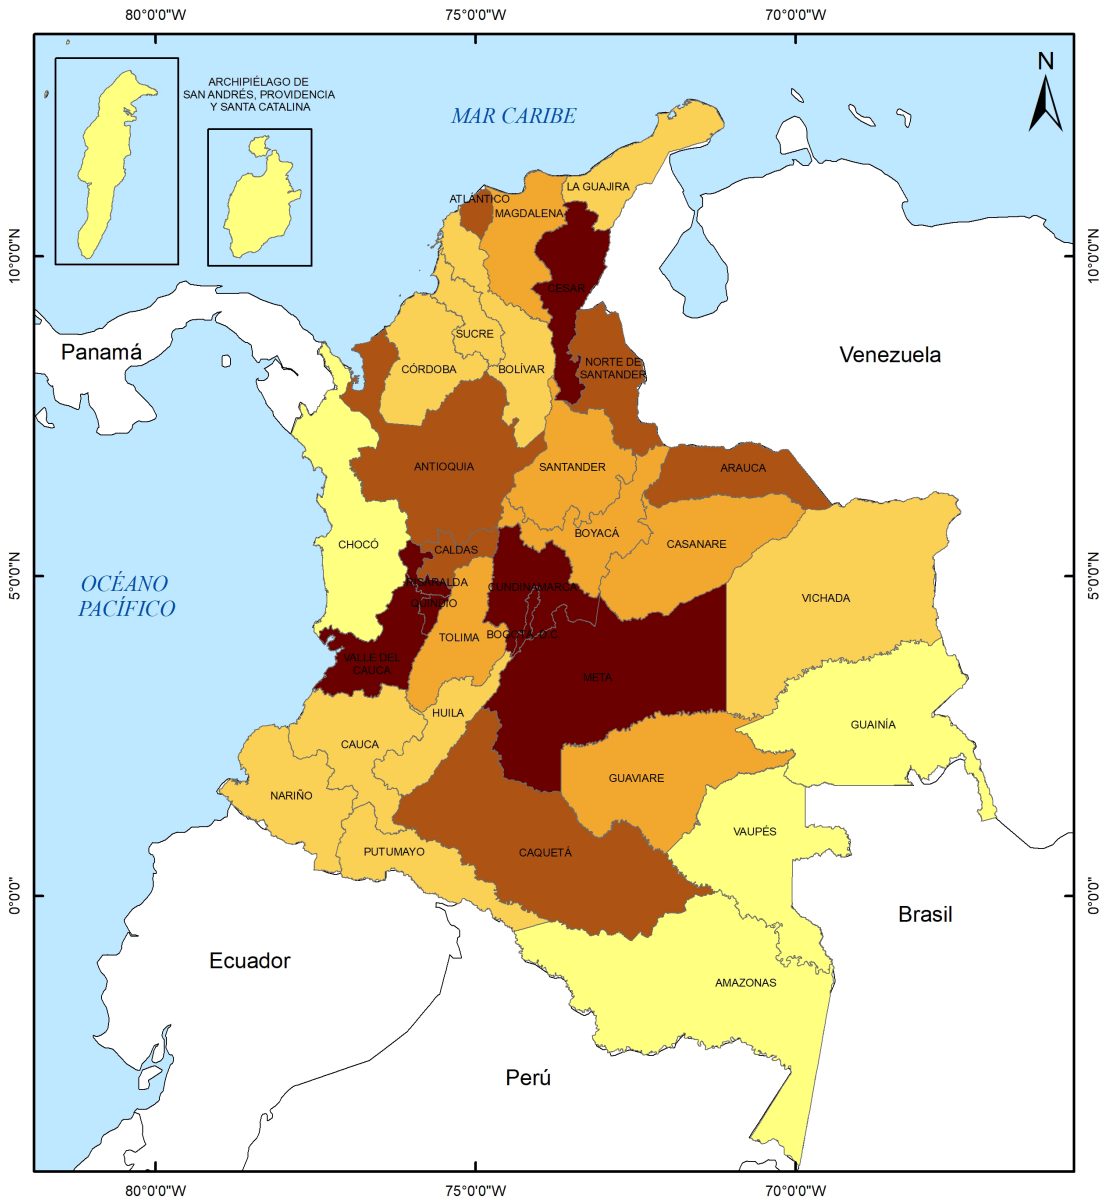 80°0'0"W 75°0'0"W 70°0'0"W
N
ARCHIPIÉLAGO DE
SAN ANDRÉS, PROVIDENCIA
Y SANTA CATALINA
MAR CARIBE
LA GUAJIRA
ATLÁNTICO
MAGDALENA
10°0'0"N
10°0'0"N
CESAR
SUCRE
Panamá
Venezuela
CÓRDOBA
BOLÍVAR
NORTE DE
SANTANDER
ANTIOQUIA
SANTANDER
ARAUCA
BOYACÁ
CHOCÓ
CASANARE
CALDAS
5°0'0"N
5°0'0"N
OCÉANO
PACÍFICO
RISARALDA
CUNDINAMARCA
QUINDIO
VICHADA
TOLIMA
BOGOTÁ D.C.
VALLE DEL
CAUCA
META
HUILA
GUAINÍA
CAUCA
GUAVIARE
NARIÑO
VAUPÉS
PUTUMAYO
CAQUETÁ
0°0'0"
0°0'0"
Brasil
Ecuador
AMAZONAS
Perú
80°0'0"W 75°0'0"W 70°0'0"W